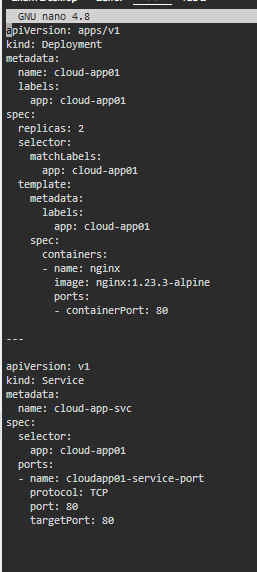 GNU nano 4.8
apiVersion: apps/v1
kind: Deployment
metadata:
  name: cloud-app01
  labels:
    app: cloud-app01
spec:
  replicas: 2
  selector:
    matchLabels:
      app: cloud-app01
  template:
    metadata:
      labels:
        app: cloud-app01
    spec:
      containers:
      - name: nginx
        image: nginx:1.23.3-alpine
        ports:
        - containerPort: 80
---
apiVersion: v1
kind: Service
metadata:
  name: cloud-app-svc
spec:
  selector:
    app: cloud-app01
  ports:
  - name: cloudapp01-service-port
    protocol: TCP
    port: 80
    targetPort: 80